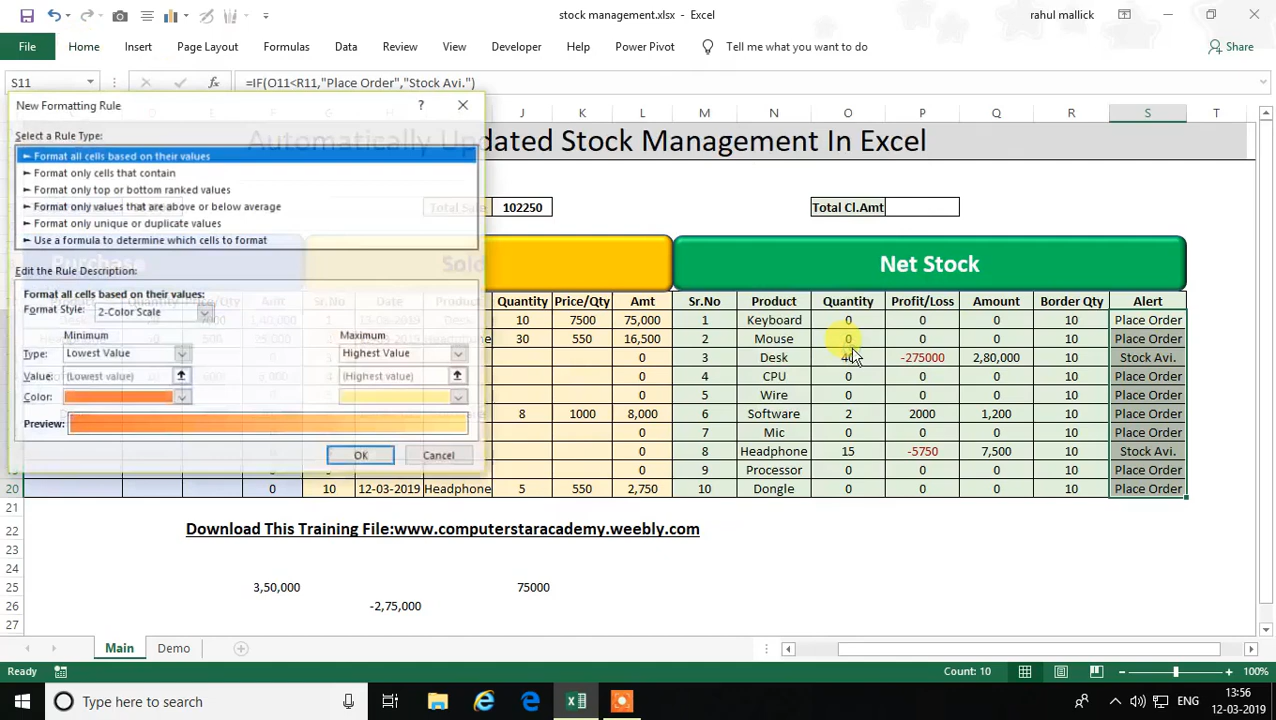 stock management.xlsx - Excel
rahul mallick
File Home Insert Page Layout Formulas Data Review View Developer Help Power Pivot Tell me what you want to do Share
S11 fx =IF(O11<R11,"Place Order","Stock Avi.")
New Formatting Rule ? 
Select a Rule Type:
► Format all cells based on their values
► Format only cells that contain
► Format only top or bottom ranked values
► Format only values that are above or below average
► Format only unique or duplicate values
► Use a formula to determine which cells to format
Edit the Rule Description:
Format all cells based on their values:
Format Style: 2-Color Scale
Minimum Maximum
Type: Lowest Value Highest Value
Value: (Lowest value) (Highest value)
Color:
Preview:
OK Cancel
J K L M N O P Q R S T
Automatically Updated Stock Management In Excel
102250 Total Cl.Amt
Purchase Sold Net Stock
Quantity Price/Qty Amt Sr.No Product Quantity Profit/Loss Amount Border Qty Alert
10 7500 75,000 1 Keyboard 0 0 0 10 Place Order
30 550 16,500 2 Mouse 0 0 0 10 Place Order
0 3 Desk 40 -275000 2,80,000 10 Stock Avi.
0 4 CPU 0 0 0 10 Place Order
0 5 Wire 0 0 0 10 Place Order
8 1000 8,000 6 Software 2 2000 1,200 10 Place Order
0 7 Mic 0 0 0 10 Place Order
0 8 Headphone 15 -5750 7,500 10 Stock Avi.
0 9 Processor 0 0 0 10 Place Order
20 0 10 12-03-2019 Headphone 5 550 2,750 10 Dongle 0 0 0 10 Place Order
21
22 Download This Training File:www.computerstaracademy.weebly.com
23
24
25 3,50,000 75000
26 -2,75,000
27
Main Demo
Ready Count: 10 100%
Type here to search ENG 13:56
12-03-2019